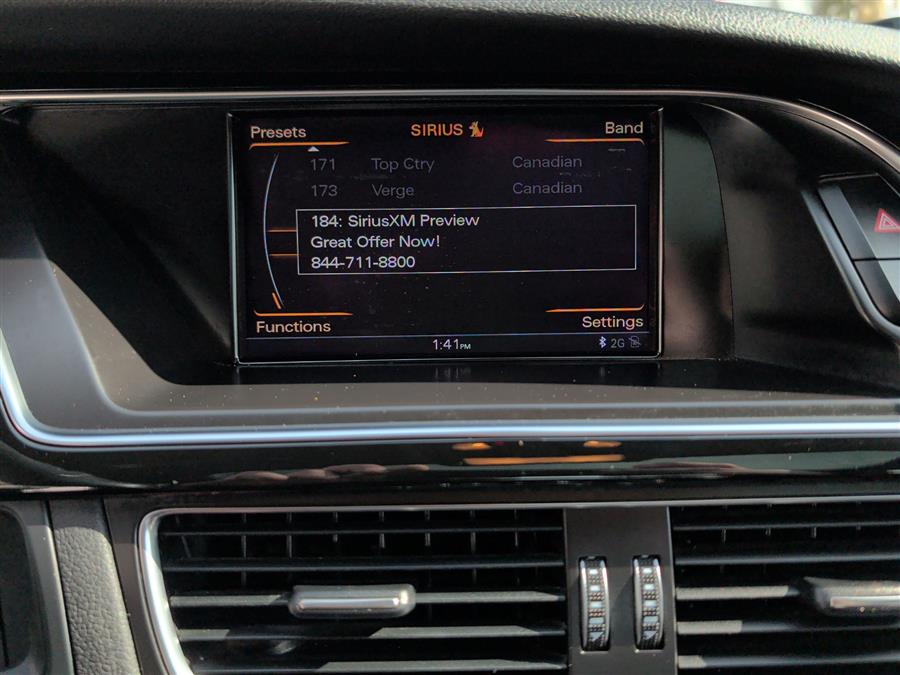 Presets SIRIUS Band
171 Top Ctry Canadian
173 Verge Canadian
184: SiriusXM Preview
Great Offer Now!
844-711-8800
Functions Settings
1:41PM 2G